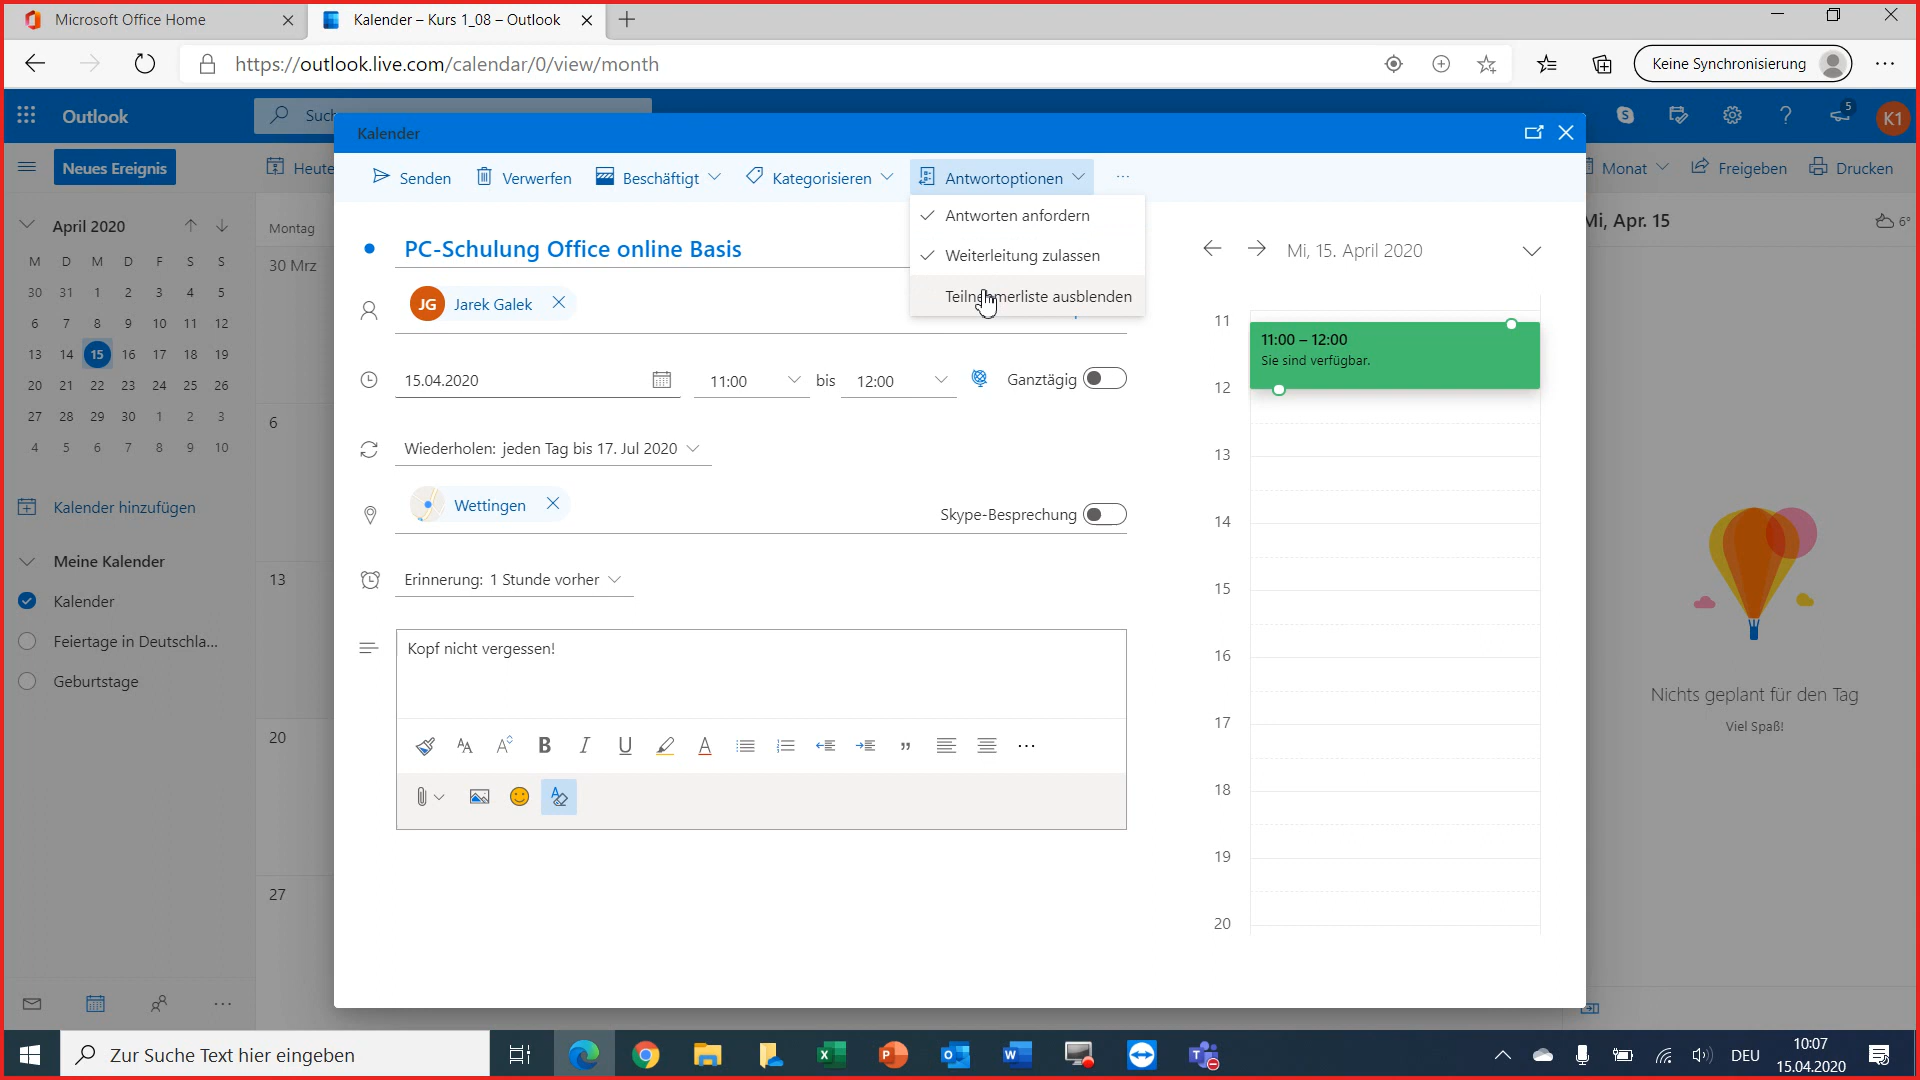 Microsoft Office Home
Kalender – Kurs 1_08 – Outlook
https://outlook.live.com/calendar/0/view/month
Keine Synchronisierung
Outlook
Such
5
K1
Kalender
Neues Ereignis
Heute
Monat
Freigeben
Drucken
Senden
Verwerfen
Beschäftigt
Kategorisieren
Antwortoptionen
Antworten anfordern
Weiterleitung zulassen
Teilnehmerliste ausblenden
April 2020
M D M D F S S
30 31 1 2 3 4 5
6 7 8 9 10 11 12
13 14 15 16 17 18 19
20 21 22 23 24 25 26
27 28 29 30 1 2 3
4 5 6 7 8 9 10
Kalender hinzufügen
Meine Kalender
Kalender
Feiertage in Deutschla...
Geburtstage
Montag
30 Mrz
6
13
20
27
PC-Schulung Office online Basis
JG Jarek Galek
15.04.2020
11:00
bis
12:00
Ganztägig
Wiederholen: jeden Tag bis 17. Jul 2020
Wettingen
Skype-Besprechung
Erinnerung: 1 Stunde vorher
Kopf nicht vergessen!
Mi, 15. April 2020
11
11:00 – 12:00
Sie sind verfügbar.
12
13
14
15
16
17
18
19
20
Mi, Apr. 15
6°
Nichts geplant für den Tag
Viel Spaß!
Zur Suche Text hier eingeben
DEU
10:07
15.04.2020